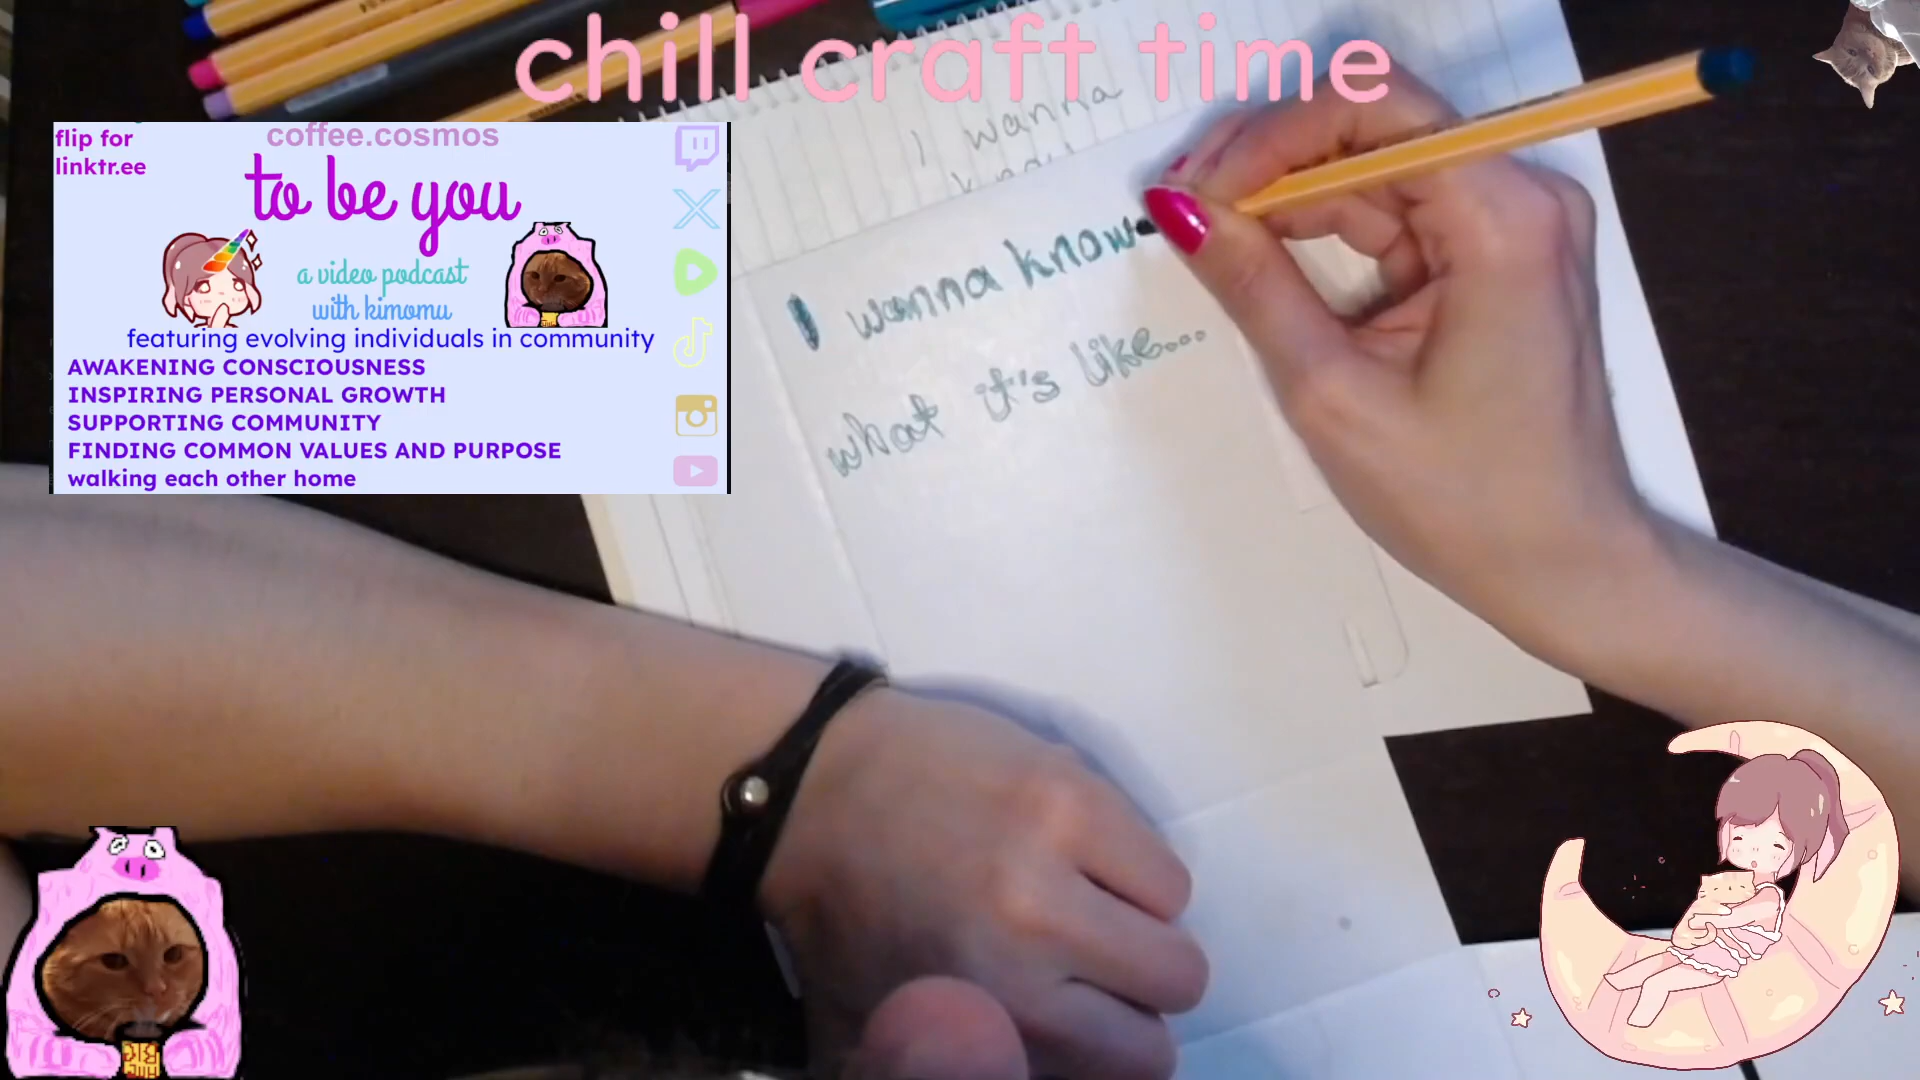 chill craft time
flip for
linktr.ee
coffee.cosmos
to be you
a video podcast
with kimomu
featuring evolving individuals in community
AWAKENING CONSCIOUSNESS
INSPIRING PERSONAL GROWTH
SUPPORTING COMMUNITY
FINDING COMMON VALUES AND PURPOSE
walking each other home
I wanna
know
I wanna know
what it's like...